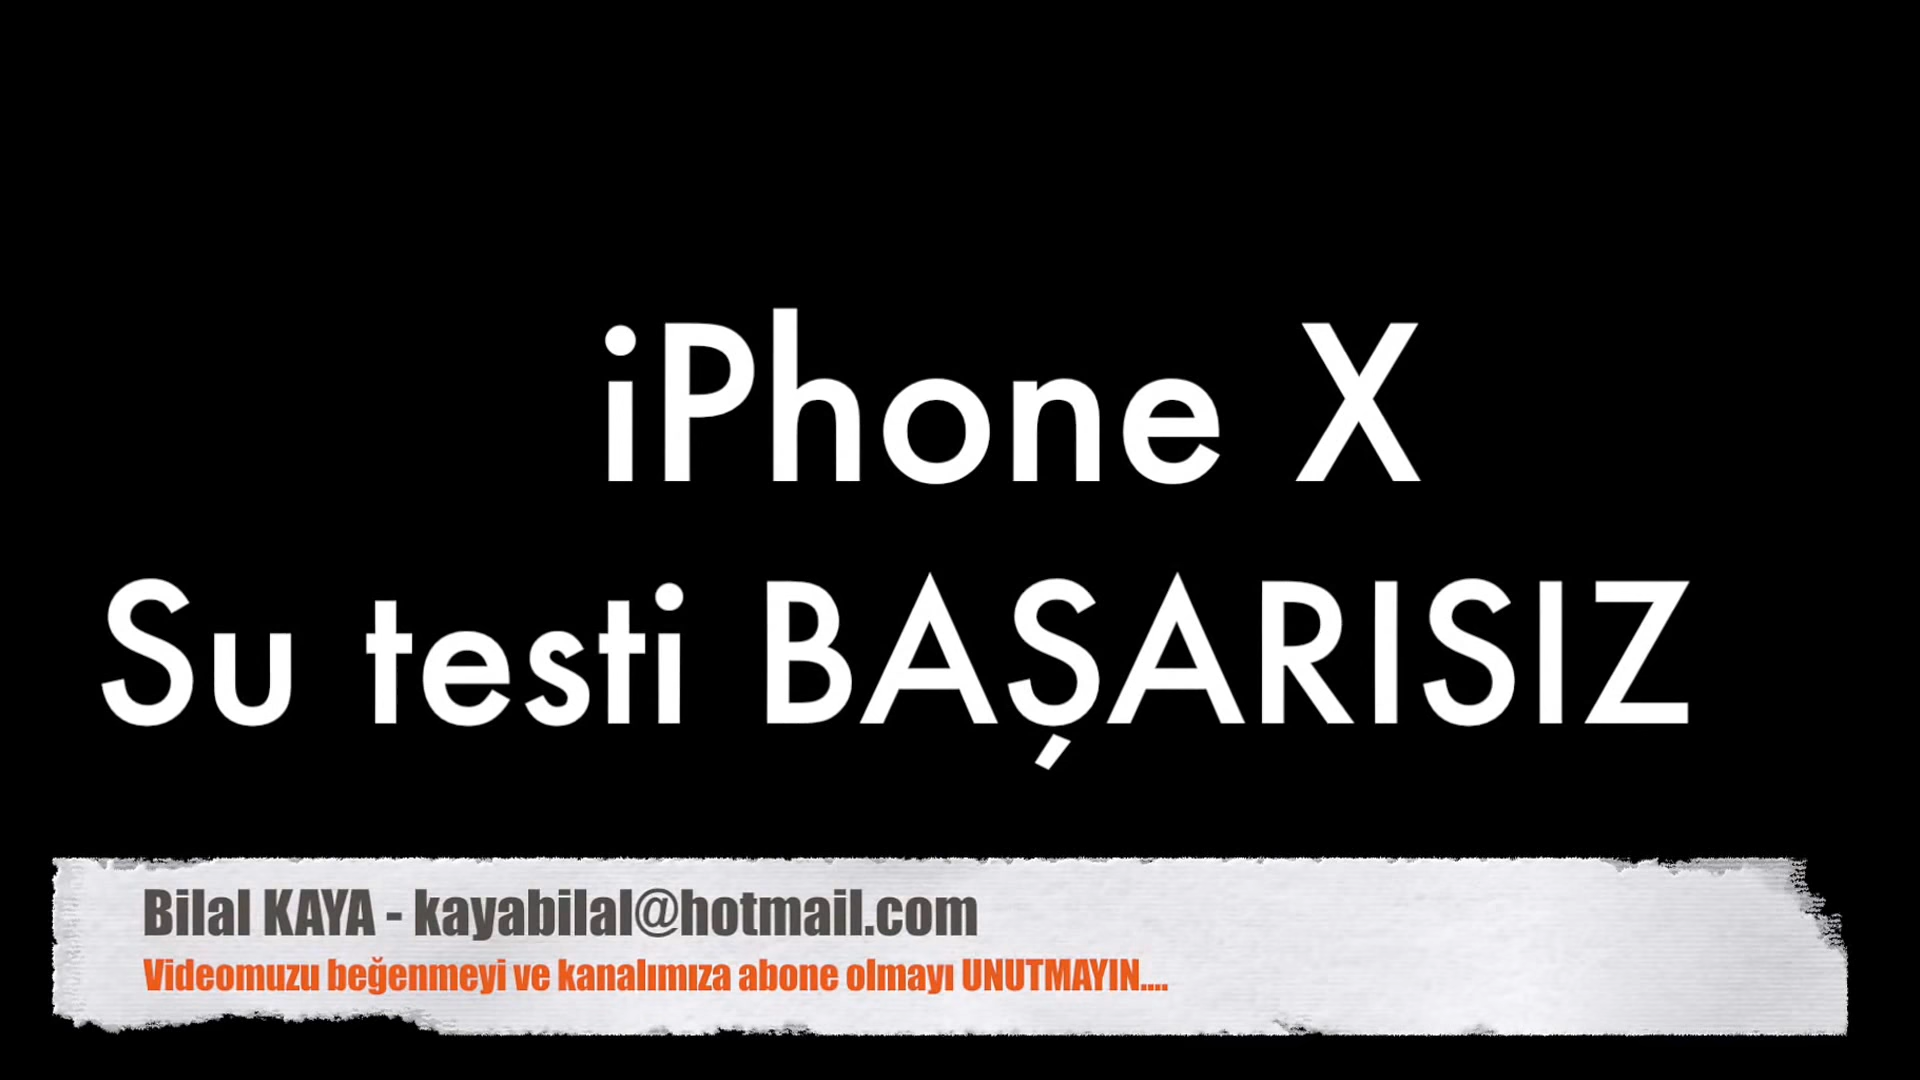 iPhone X
Su testi BAŞARISIZ
Bilal KAYA - kayabilal@hotmail.com
Videomuzu beğenmeyi ve kanalımıza abone olmayı UNUTMAYIN....